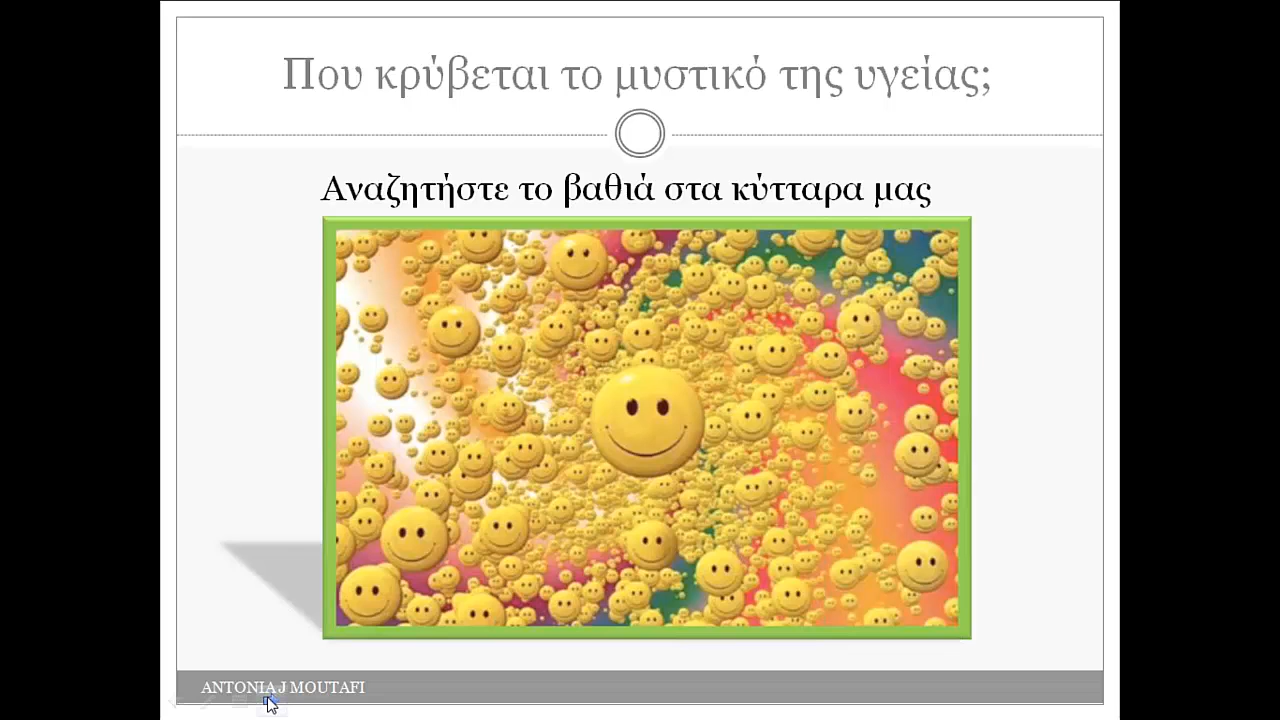 Που κρύβεται το μυστικό της υγείας;
Αναζητήστε το βαθιά στα κύτταρα μας
ANTONIA J MOUTAFI